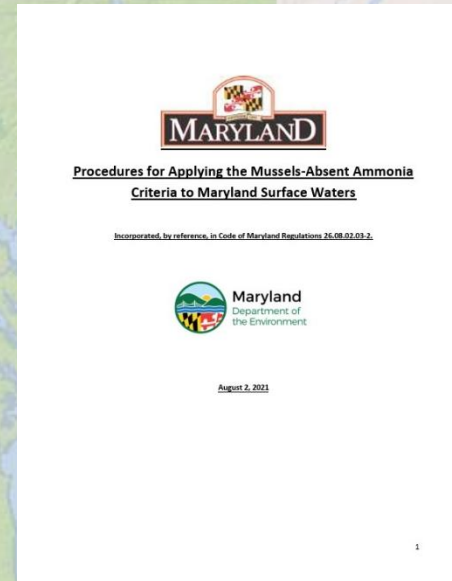 MARYLAND
Procedures for Applying the Mussels-Absent Ammonia
Criteria to Maryland Surface Waters
Incorporated, by reference, in Code of Maryland Regulations 26.08.02.03-2.
Maryland
Department of
the Environment
August 2, 2021
1